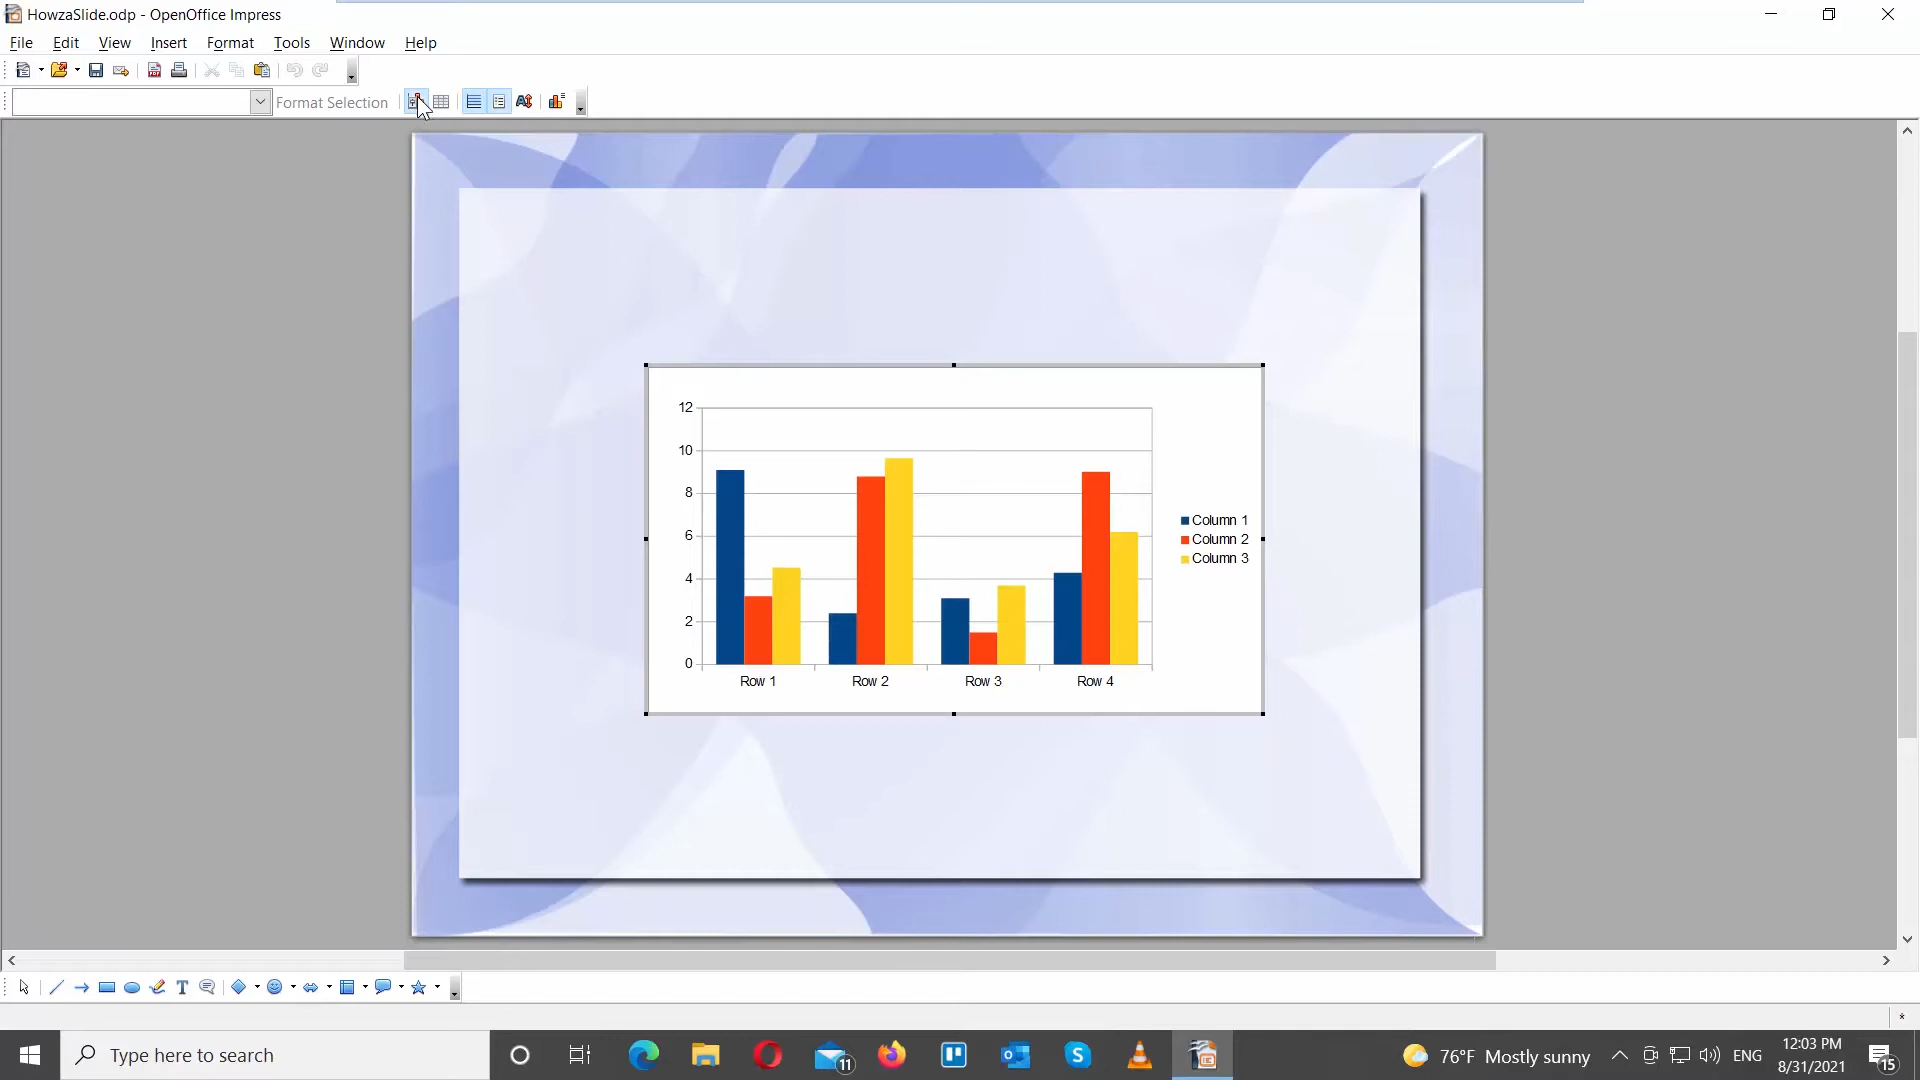 HowzaSlide.odp - OpenOffice Impress
File Edit View Insert Format Tools Window Help
Format Selection
12
10
8
6
4
2
0
Row 1 Row 2 Row 3 Row 4
Column 1
Column 2
Column 3
Type here to search
11
76°F Mostly sunny
ENG
12:03 PM
8/31/2021
15